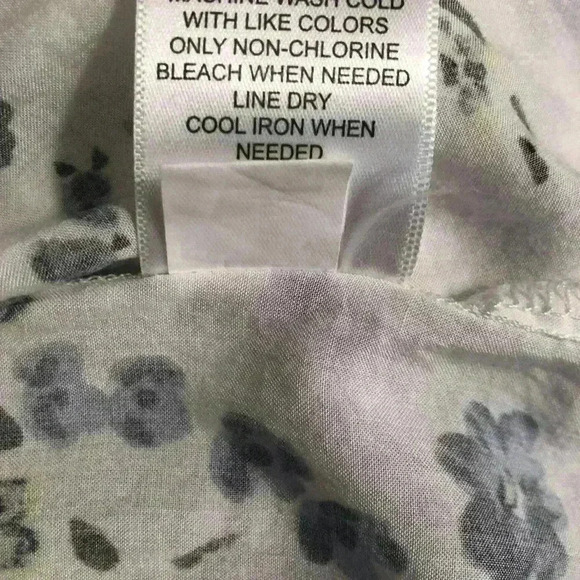 MACHINE WASH COLD
WITH LIKE COLORS
ONLY NON-CHLORINE
BLEACH WHEN NEEDED
LINE DRY
COOL IRON WHEN
NEEDED